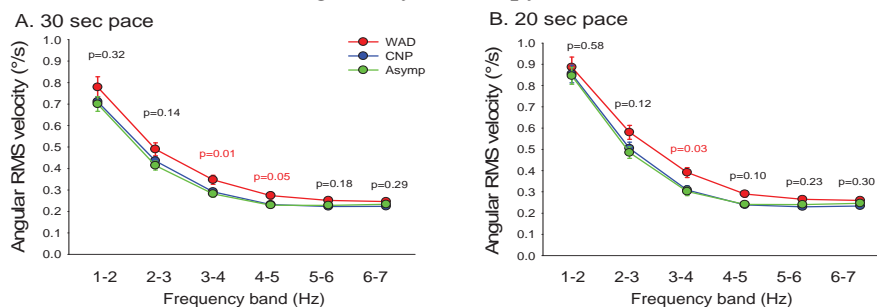 A. 30 sec pace
Angular RMS velocity (°/s)
1.0
0.9
0.8
0.7
0.6
0.5
0.4
0.3
0.2
0.1
0.0
p=0.32
p=0.14
p=0.01
p=0.05
p=0.18
p=0.29
WAD
CNP
Asymp
1-2 2-3 3-4 4-5 5-6 6-7
Frequency band (Hz)
B. 20 sec pace
Angular RMS velocity (°/s)
1.0
0.9
0.8
0.7
0.6
0.5
0.4
0.3
0.2
0.1
0.0
p=0.58
p=0.12
p=0.03
p=0.10
p=0.23
p=0.30
1-2 2-3 3-4 4-5 5-6 6-7
Frequency band (Hz)